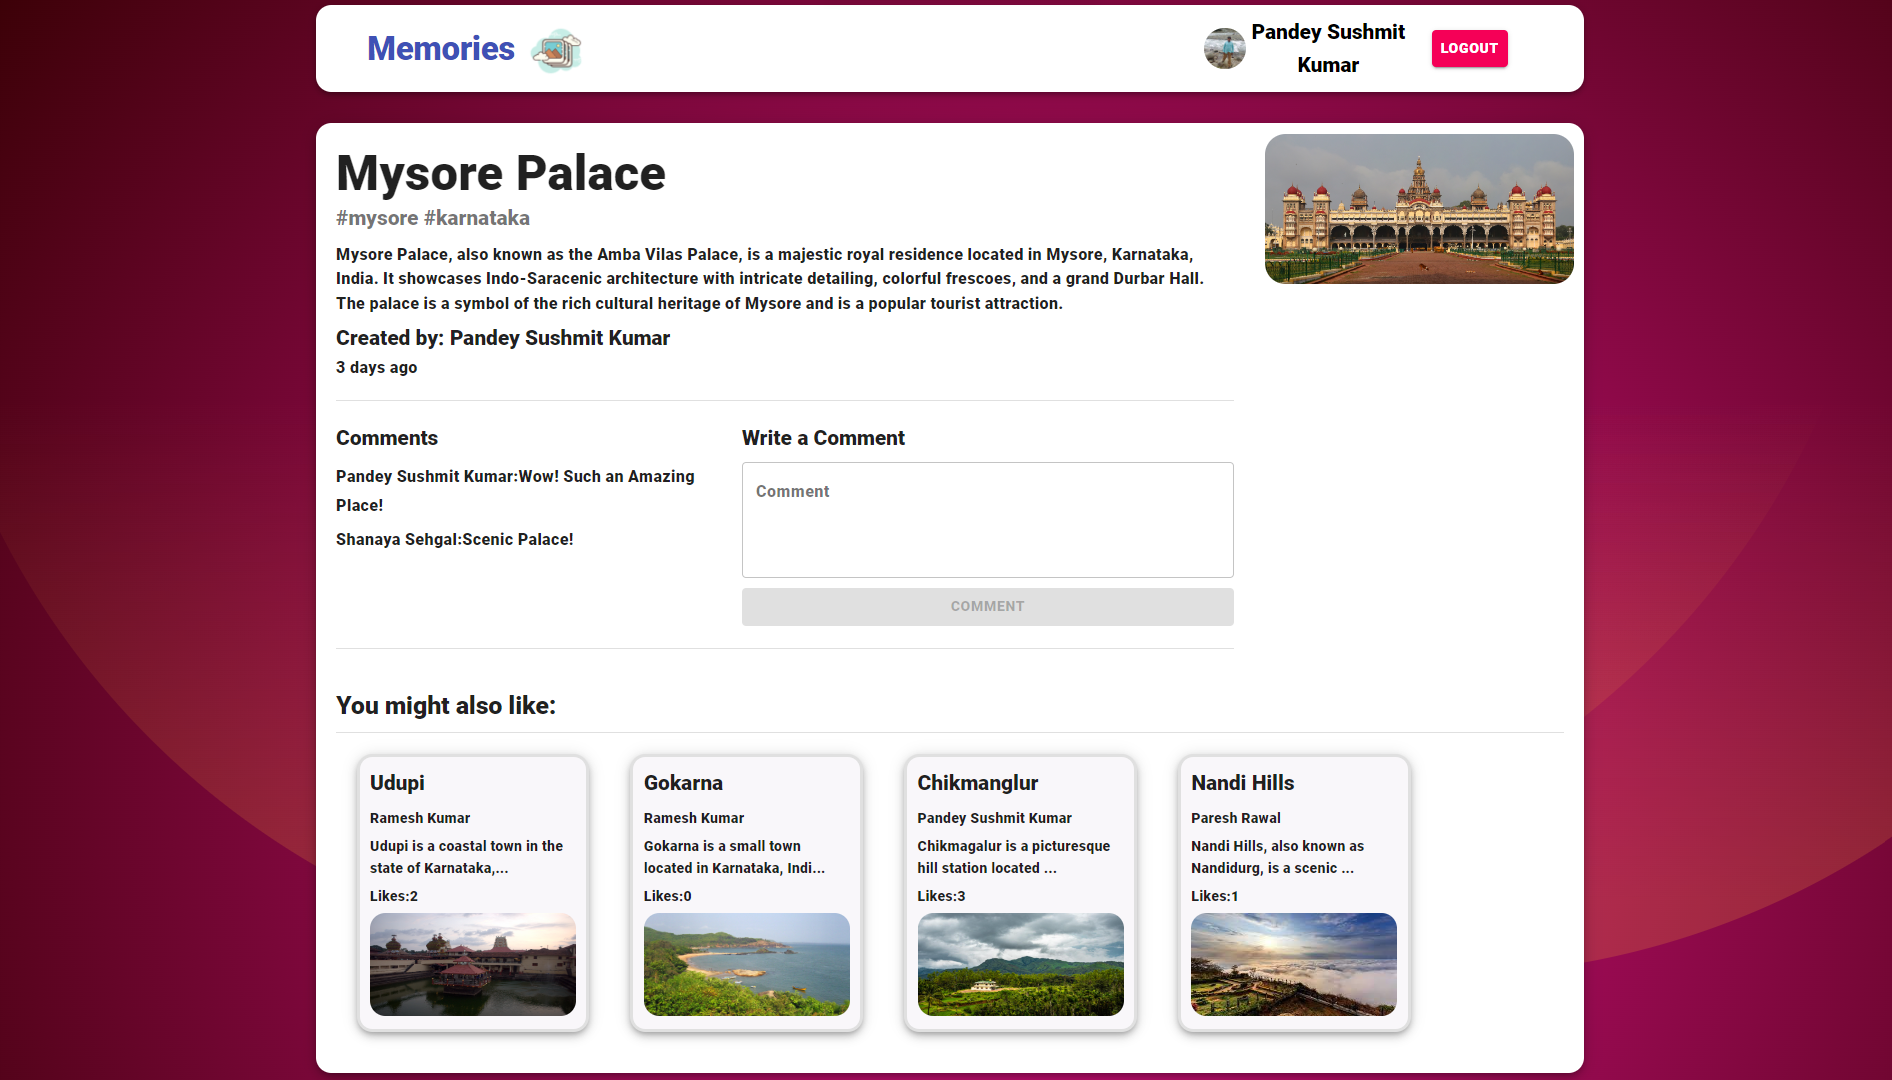 Memories
Pandey Sushmit
Kumar
LOGOUT
Mysore Palace
#mysore #karnataka
Mysore Palace, also known as the Amba Vilas Palace, is a majestic royal residence located in Mysore, Karnataka,
India. It showcases Indo-Saracenic architecture with intricate detailing, colorful frescoes, and a grand Durbar Hall.
The palace is a symbol of the rich cultural heritage of Mysore and is a popular tourist attraction.
Created by: Pandey Sushmit Kumar
3 days ago
Comments
Pandey Sushmit Kumar:Wow! Such an Amazing
Place!
Shanaya Sehgal:Scenic Palace!
Write a Comment
Comment
COMMENT
You might also like:
Udupi
Ramesh Kumar
Udupi is a coastal town in the
state of Karnataka,...
Likes:2
Gokarna
Ramesh Kumar
Gokarna is a small town
located in Karnataka, Indi...
Likes:0
Chikmanglur
Pandey Sushmit Kumar
Chikmagalur is a picturesque
hill station located ...
Likes:3
Nandi Hills
Paresh Rawal
Nandi Hills, also known as
Nandidurg, is a scenic ...
Likes:1